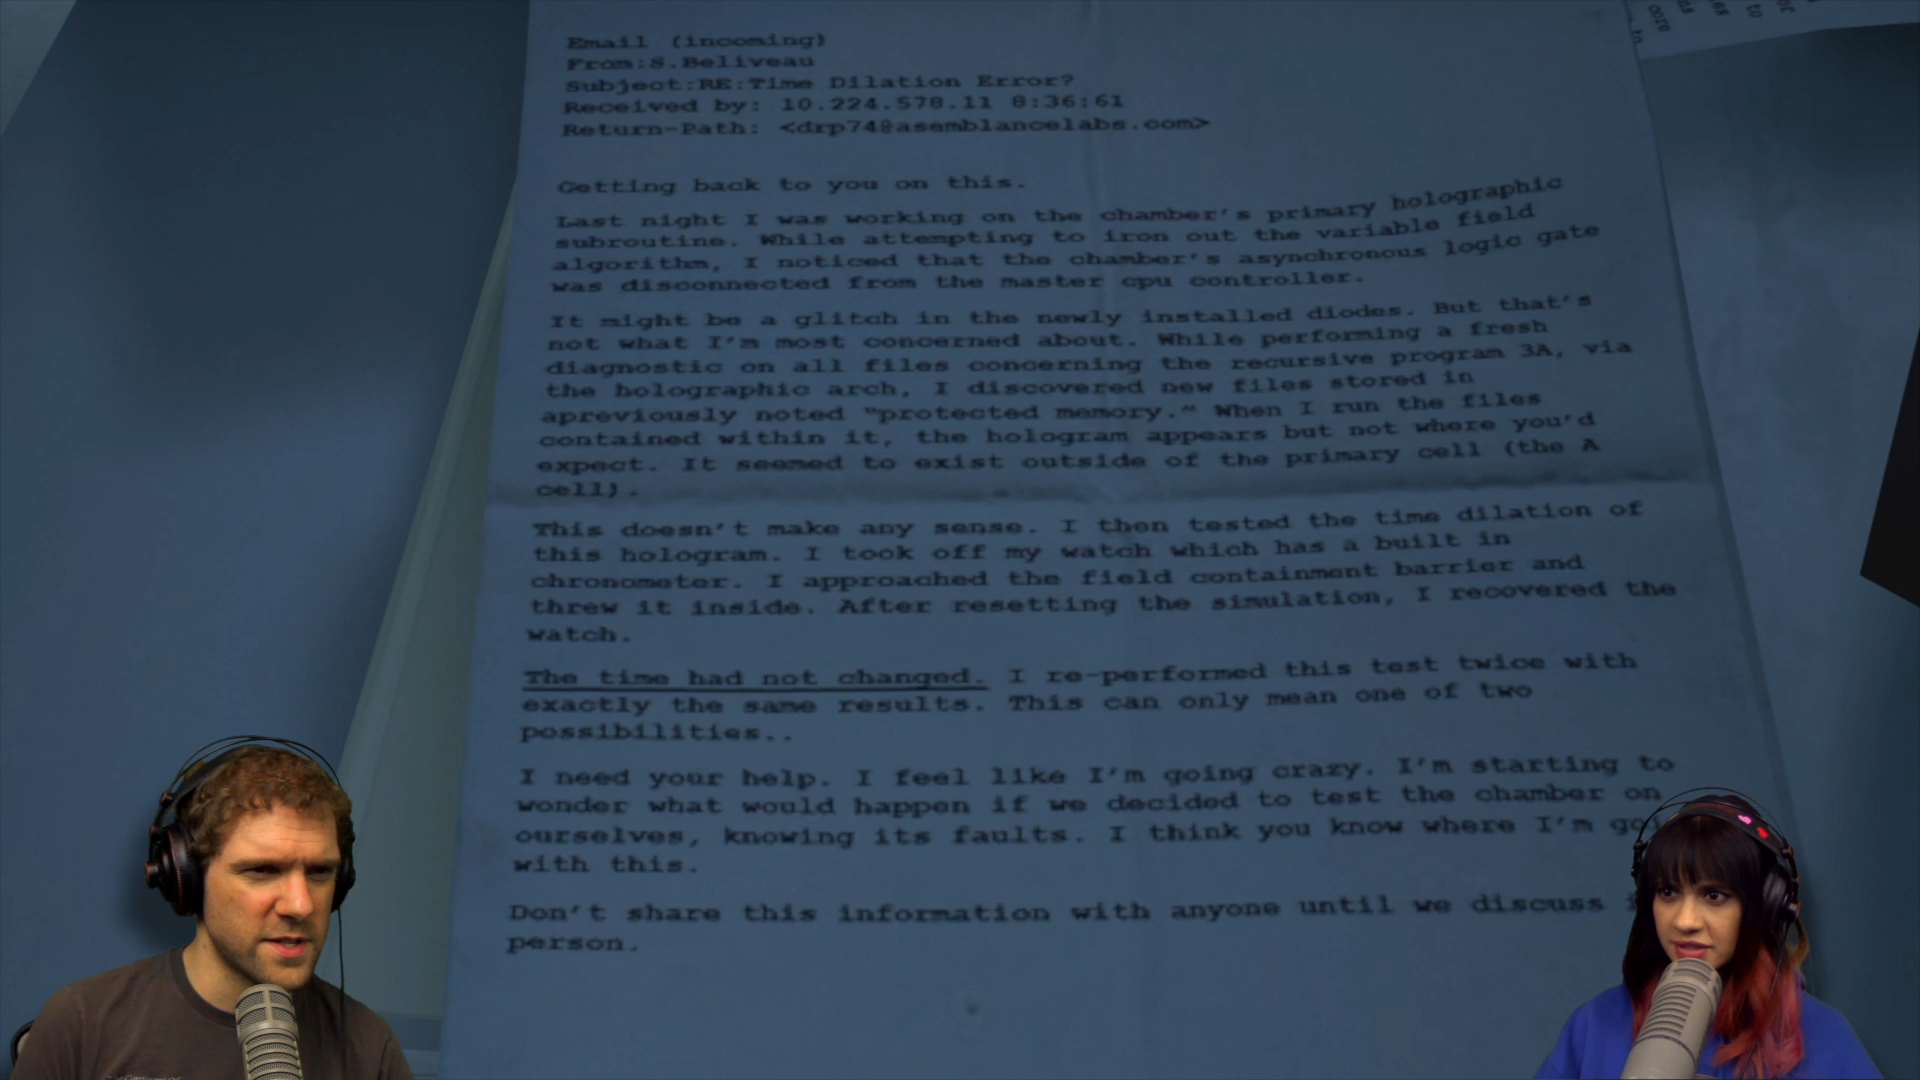 Email (incoming)
From:S.Beliveau
Subject:RE:Time Dilation Error?
Received by: 10.224.578.11 8:36:61
Return-Path: <drp74@asemblancelabs.com>
Getting back to you on this.
Last night I was working on the chamber's primary holographic
subroutine. While attempting to iron out the variable field
algorithm, I noticed that the chamber's asynchronous logic gate
was disconnected from the master cpu controller.
It might be a glitch in the newly installed diodes. But that's
not what I'm most concerned about. While performing a fresh
diagnostic on all files concerning the recursive program 3A, via
the holographic arch, I discovered new files stored in
apreviously noted "protected memory." When I run the files
contained within it, the hologram appears but not where you'd
expect. It seemed to exist outside of the primary cell (the A
cell).
This doesn't make any sense. I then tested the time dilation of
this hologram. I took off my watch which has a built in
chronometer. I approached the field containment barrier and
threw it inside. After resetting the simulation, I recovered the
watch.
The time had not changed. I re-performed this test twice with
exactly the same results. This can only mean one of two
possibilities..
I need your help. I feel like I'm going crazy. I'm starting to
wonder what would happen if we decided to test the chamber on
ourselves, knowing its faults. I think you know where I'm
with this.
Don't share this information with anyone until we discuss
person.
core
to